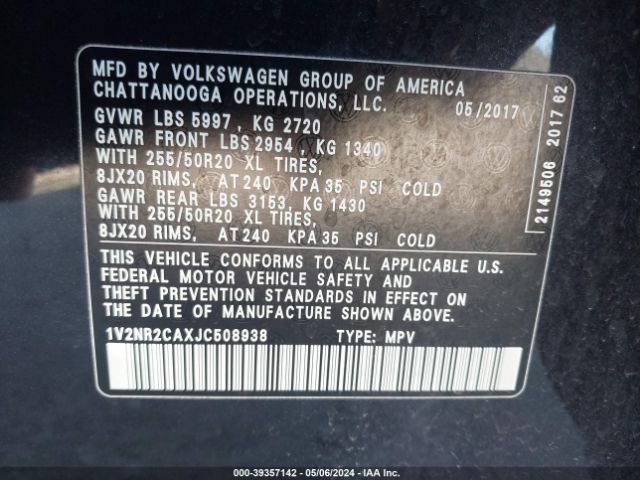 MFD BY VOLKSWAGEN GROUP OF AMERICA
CHATTANOOGA OPERATIONS, LLC. 05/2017
GVWR LBS 5997, KG 2720
GAWR FRONT LBS 2954, KG 1340
WITH 255/50R20 XL TIRES,
8JX20 RIMS, AT 240 KPA 35 PSI COLD
GAWR REAR LBS 3153, KG 1430
WITH 255/50R20 XL TIRES,
8JX20 RIMS, AT 240 KPA 35 PSI COLD
THIS VEHICLE CONFORMS TO ALL APPLICABLE U.S.
FEDERAL MOTOR VEHICLE SAFETY AND
THEFT PREVENTION STANDARDS IN EFFECT ON
THE DATE OF MANUFACTURE SHOWN ABOVE.
1V2NR2CAXJC508938 TYPE: MPV
2149506 2017 62
000-39357142 - 05/06/2024 - IAA Inc.